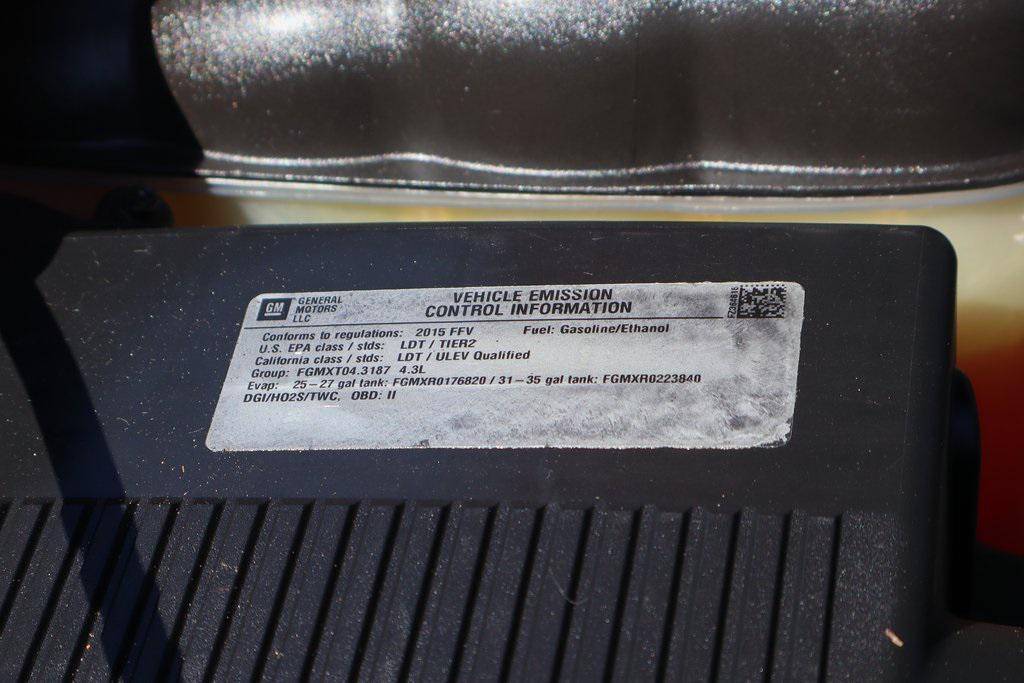 GM GENERAL MOTORS LLC
VEHICLE EMISSION
CONTROL INFORMATION
Conforms to regulations: 2015 FFV Fuel: Gasoline/Ethanol
U.S. EPA class / stds: LDT / TIER2
California class / stds: LDT / ULEV Qualified
Group: FGMXT04.3187 4.3L
Evap: 25-27 gal tank: FGMXR0176820 / 31-35 gal tank: FGMXR0223840
DGI/HO2S/TWC, OBD: II